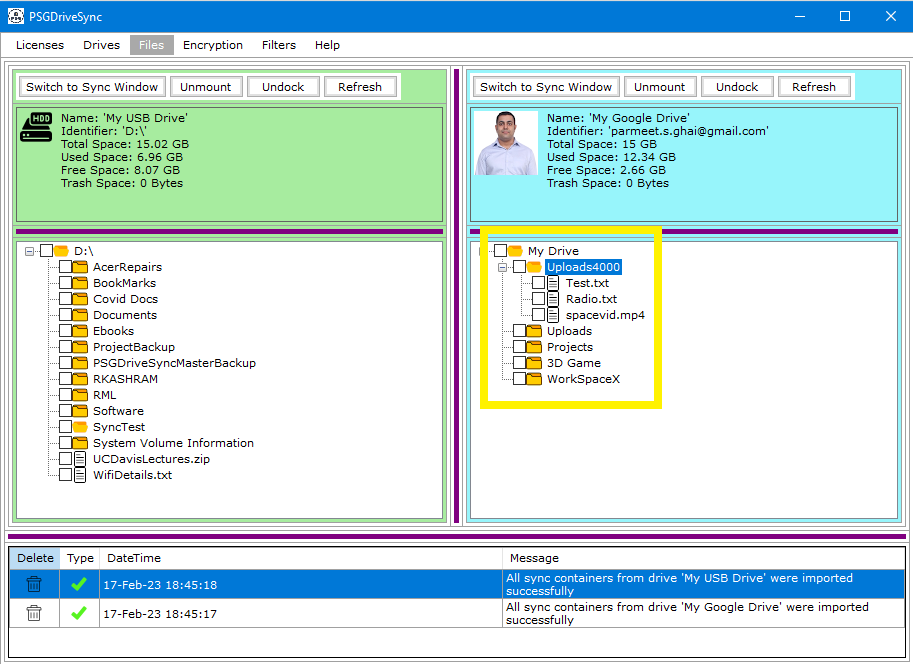 PSGDriveSync
Licenses Drives Files Encryption Filters Help
Switch to Sync Window Unmount Undock Refresh
HDD
Name: 'My USB Drive'
Identifier: 'D:\'
Total Space: 15.02 GB
Used Space: 6.96 GB
Free Space: 8.07 GB
Trash Space: 0 Bytes
D:\
AcerRepairs
BookMarks
Covid Docs
Documents
Ebooks
ProjectBackup
PSGDriveSyncMasterBackup
RKASHRAM
RML
Software
SyncTest
System Volume Information
UCDavisLectures.zip
WifiDetails.txt
Switch to Sync Window Unmount Undock Refresh
Name: 'My Google Drive'
Identifier: 'parmeet.s.ghai@gmail.com'
Total Space: 15 GB
Used Space: 12.34 GB
Free Space: 2.66 GB
Trash Space: 0 Bytes
My Drive
Uploads4000
Test.txt
Radio.txt
spacevid.mp4
Uploads
Projects
3D Game
WorkSpaceX
Delete Type DateTime Message
17-Feb-23 18:45:18 All sync containers from drive 'My USB Drive' were imported
successfully
17-Feb-23 18:45:17 All sync containers from drive 'My Google Drive' were imported
successfully